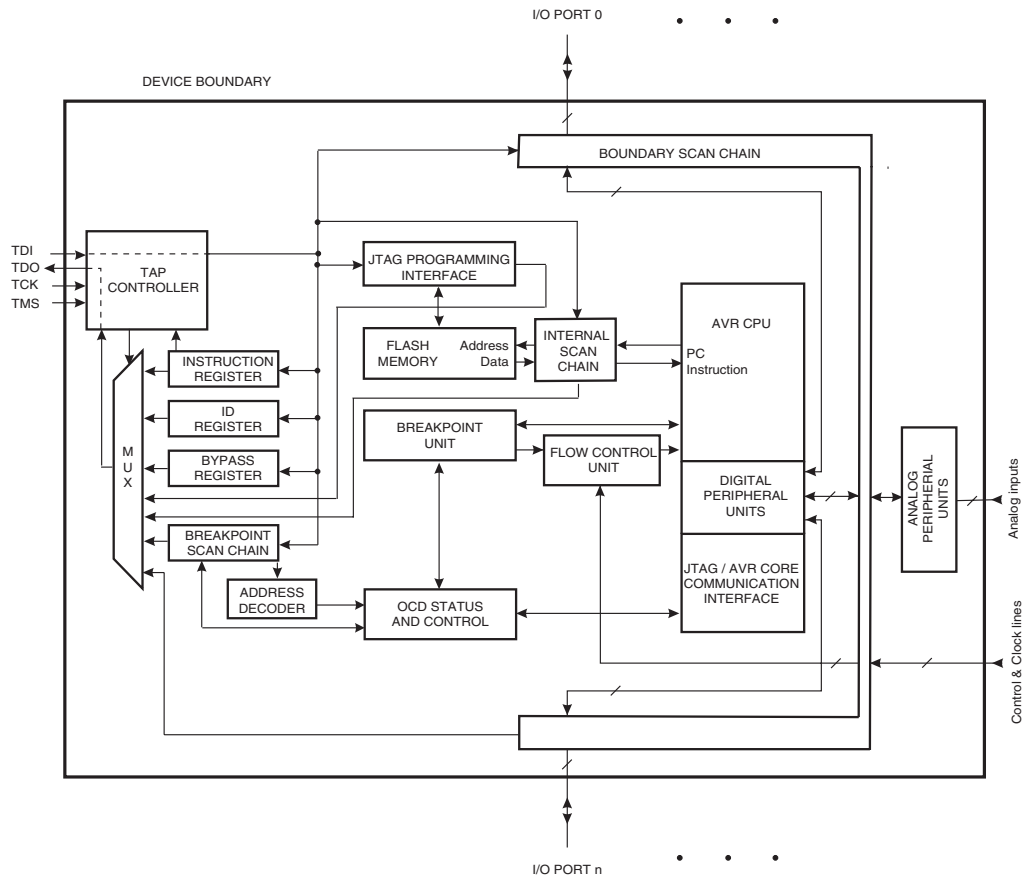 I/O PORT 0
DEVICE BOUNDARY
BOUNDARY SCAN CHAIN
TDI
TDO
TCK
TMS
TAP
CONTROLLER
JTAG PROGRAMMING
INTERFACE
AVR CPU
FLASH
MEMORY
Address
Data
INTERNAL
SCAN
CHAIN
PC
Instruction
INSTRUCTION
REGISTER
ID
REGISTER
BYPASS
REGISTER
M
U
X
BREAKPOINT
UNIT
FLOW CONTROL
UNIT
DIGITAL
PERIPHERAL
UNITS
ANALOG
PERIPHERIAL
UNITS
Analog inputs
BREAKPOINT
SCAN CHAIN
ADDRESS
DECODER
OCD STATUS
AND CONTROL
JTAG / AVR CORE
COMMUNICATION
INTERFACE
Control & Clock lines
I/O PORT n